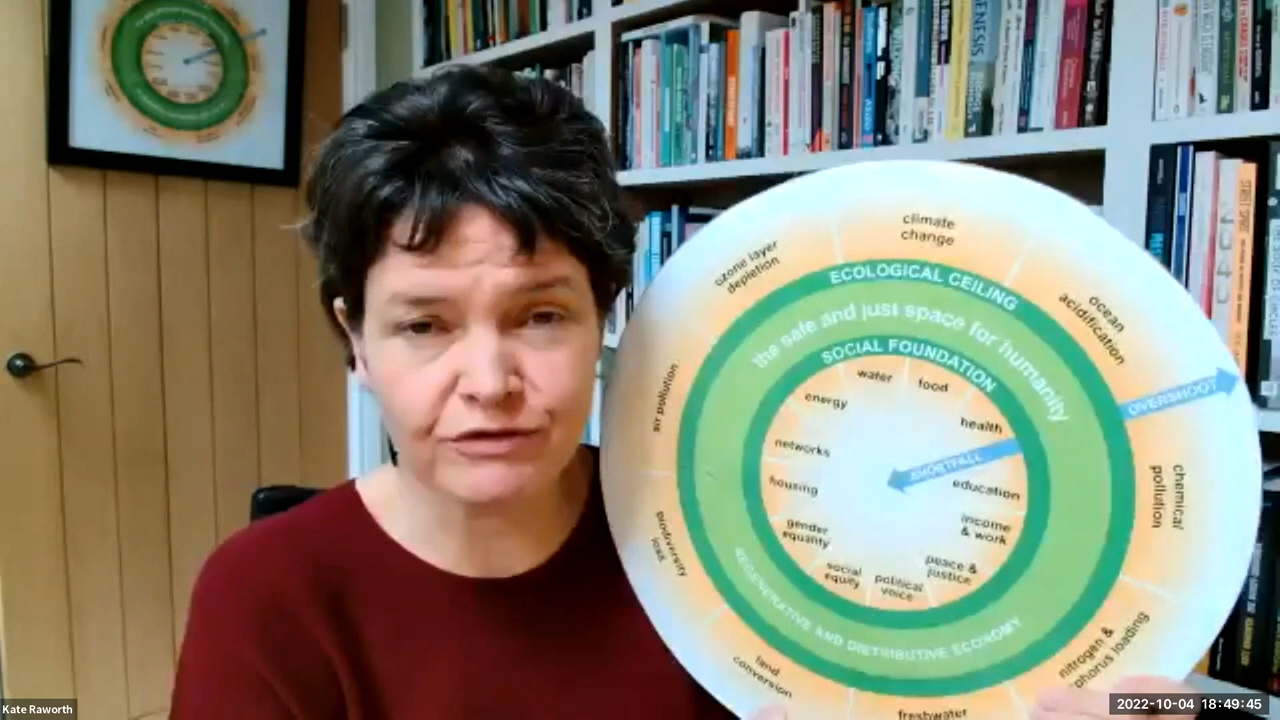 climate
change
ozone layer
depletion
ocean
acidification
ECOLOGICAL CEILING
the safe and just space for humanity
SOCIAL FOUNDATION
water
food
energy
health
OVERSHOOT
air pollution
networks
SHORTFALL
housing
education
chemical
pollution
gender
equality
income
& work
biodiversity
loss
social
equity
political
voice
peace &
justice
REGENERATIVE AND DISTRIBUTIVE ECONOMY
nitrogen &
land
conversion
freshwater
GENESIS
Kate Raworth
2022-10-04 18:49:45